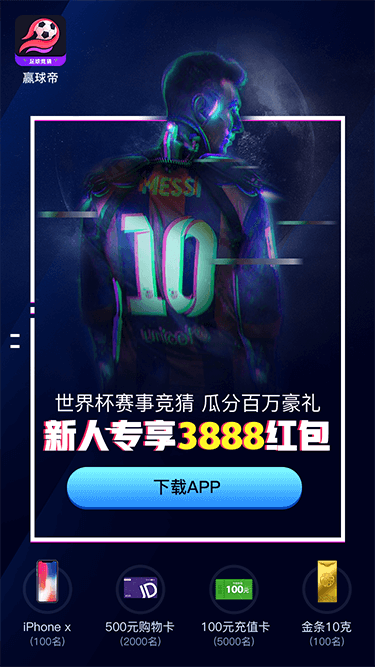 足球竞猜
赢球帝
MESSI
10
unicef
世界杯赛事竞猜 瓜分百万豪礼
新人专享3888红包
下载APP
iD
100元
iPhone x
500元购物卡
100元充值卡
金条10克
(100名)
(2000名)
(5000名)
(100名)